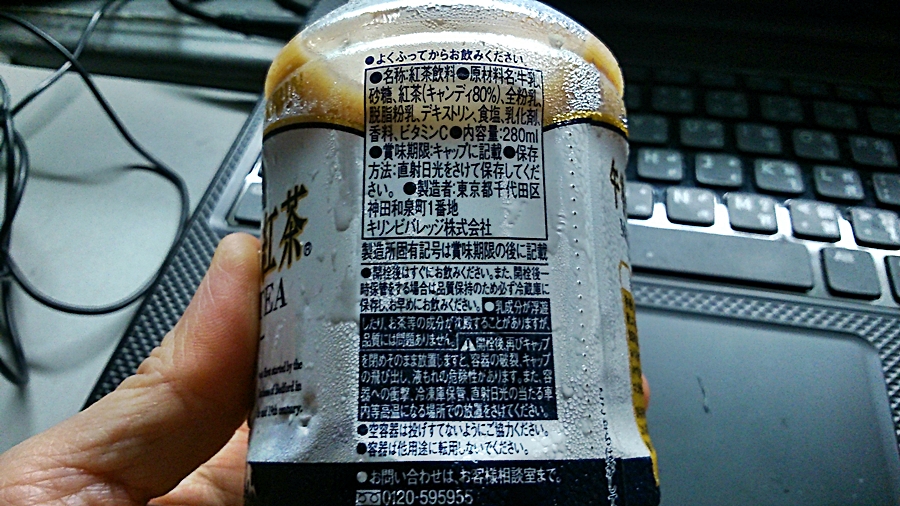 ●よくふってからお飲みください。
●名称:紅茶飲料●原材料名:牛乳、
砂糖、紅茶(キャンディ80%)、全粉乳、
脱脂粉乳、デキストリン、食塩、乳化剤、
香料、ビタミンC●内容量:280ml
●賞味期限:キャップに記載●保存
方法:直射日光をさけて保存してくだ
さい。●製造者:東京都千代田区
神田和泉町1番地
キリンビバレッジ株式会社
製造所固有記号は賞味期限の後に記載
●開栓後はすぐにお飲みください。また、開栓後一
時保管をする場合は品質保持のため必ず冷蔵庫に
保存し、お早めにお飲みください。●乳成分が浮遊
したり、お茶等の成分が沈殿することがありますが、
品質には問題ありません。⚠開栓後、再びキャップ
を閉めそのまま放置しますと、容器の破裂、キャップ
の飛び出し、液もれの危険性があります。また、容
器への衝撃、冷凍庫保管、直射日光の当たる車
内等高温になる場所での放置をさけてください。
●空容器は投げすてないようにご協力ください。
●容器は他用途に転用しないでください。
●お問い合わせは、お客様相談室まで。
0120-595955
紅茶®
TEA
first started by the
of Bedford in
19th century.
午